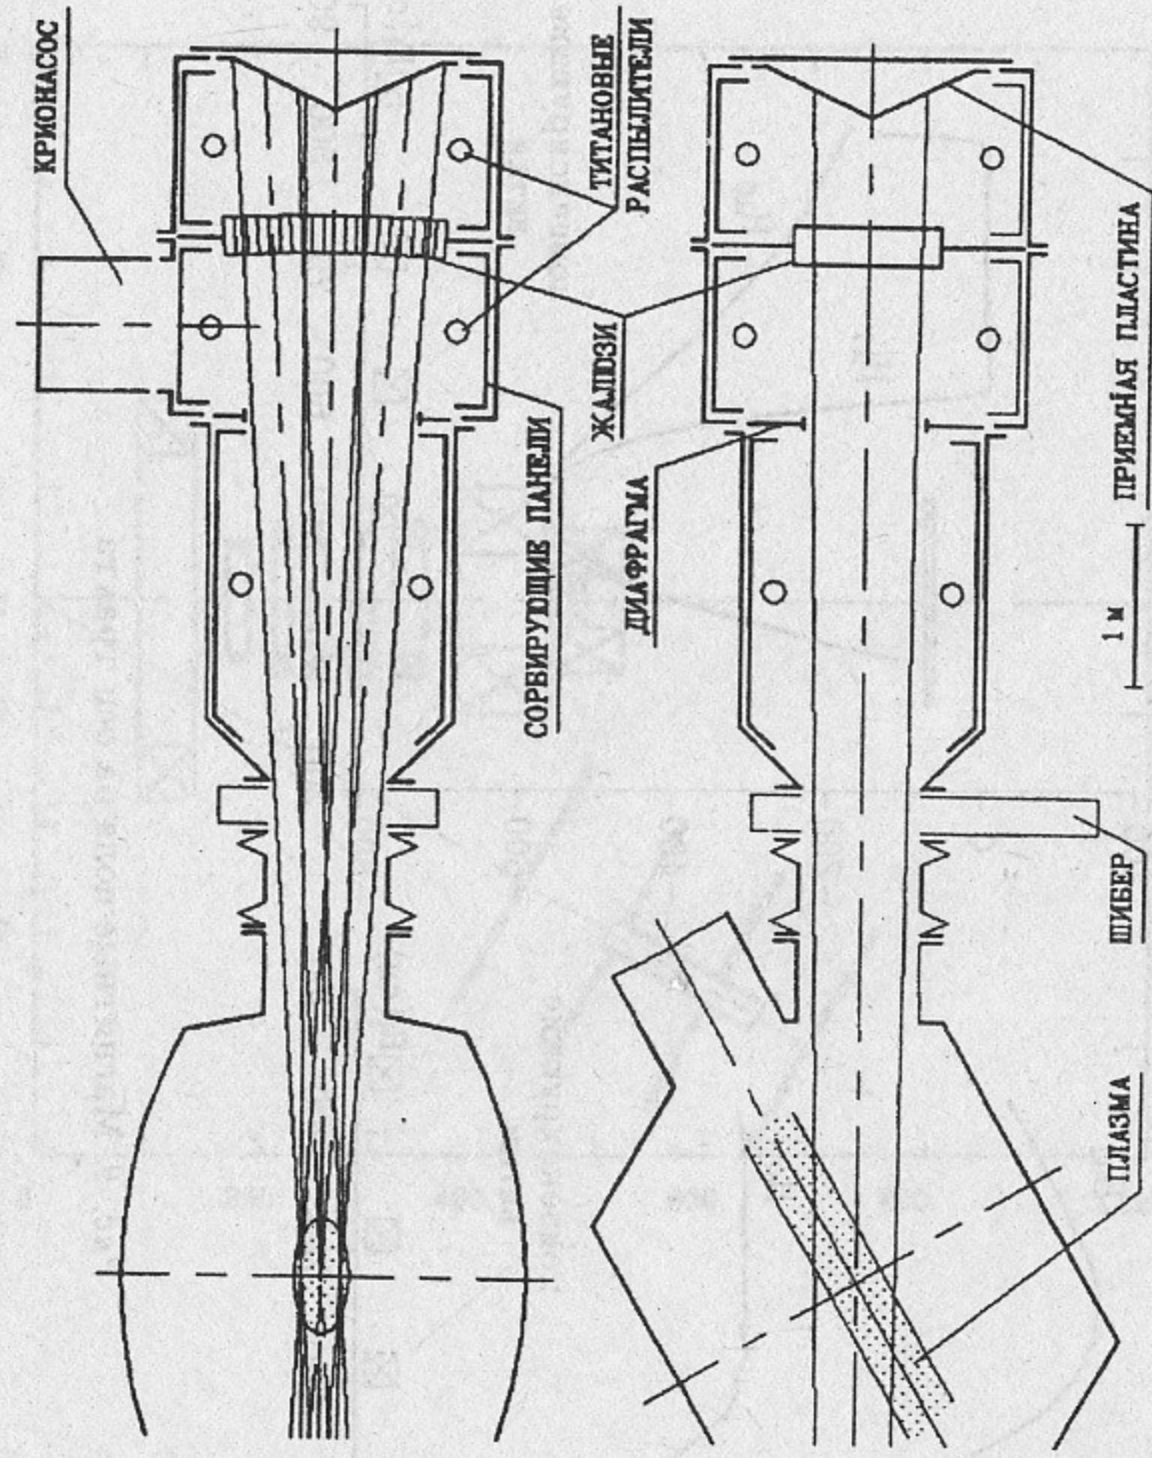 КРИОНАСОС
ТИТАНОВЫЕ
РАСПЫЛИТЕЛИ
СОРБИРУЮЩИЕ ПАНЕЛИ
ЖАЛЮЗИ
ДИАФРАГМА
ПРИЕМНАЯ ПЛАСТИНА
1 м
ШИБЕР
ПЛАЗМА